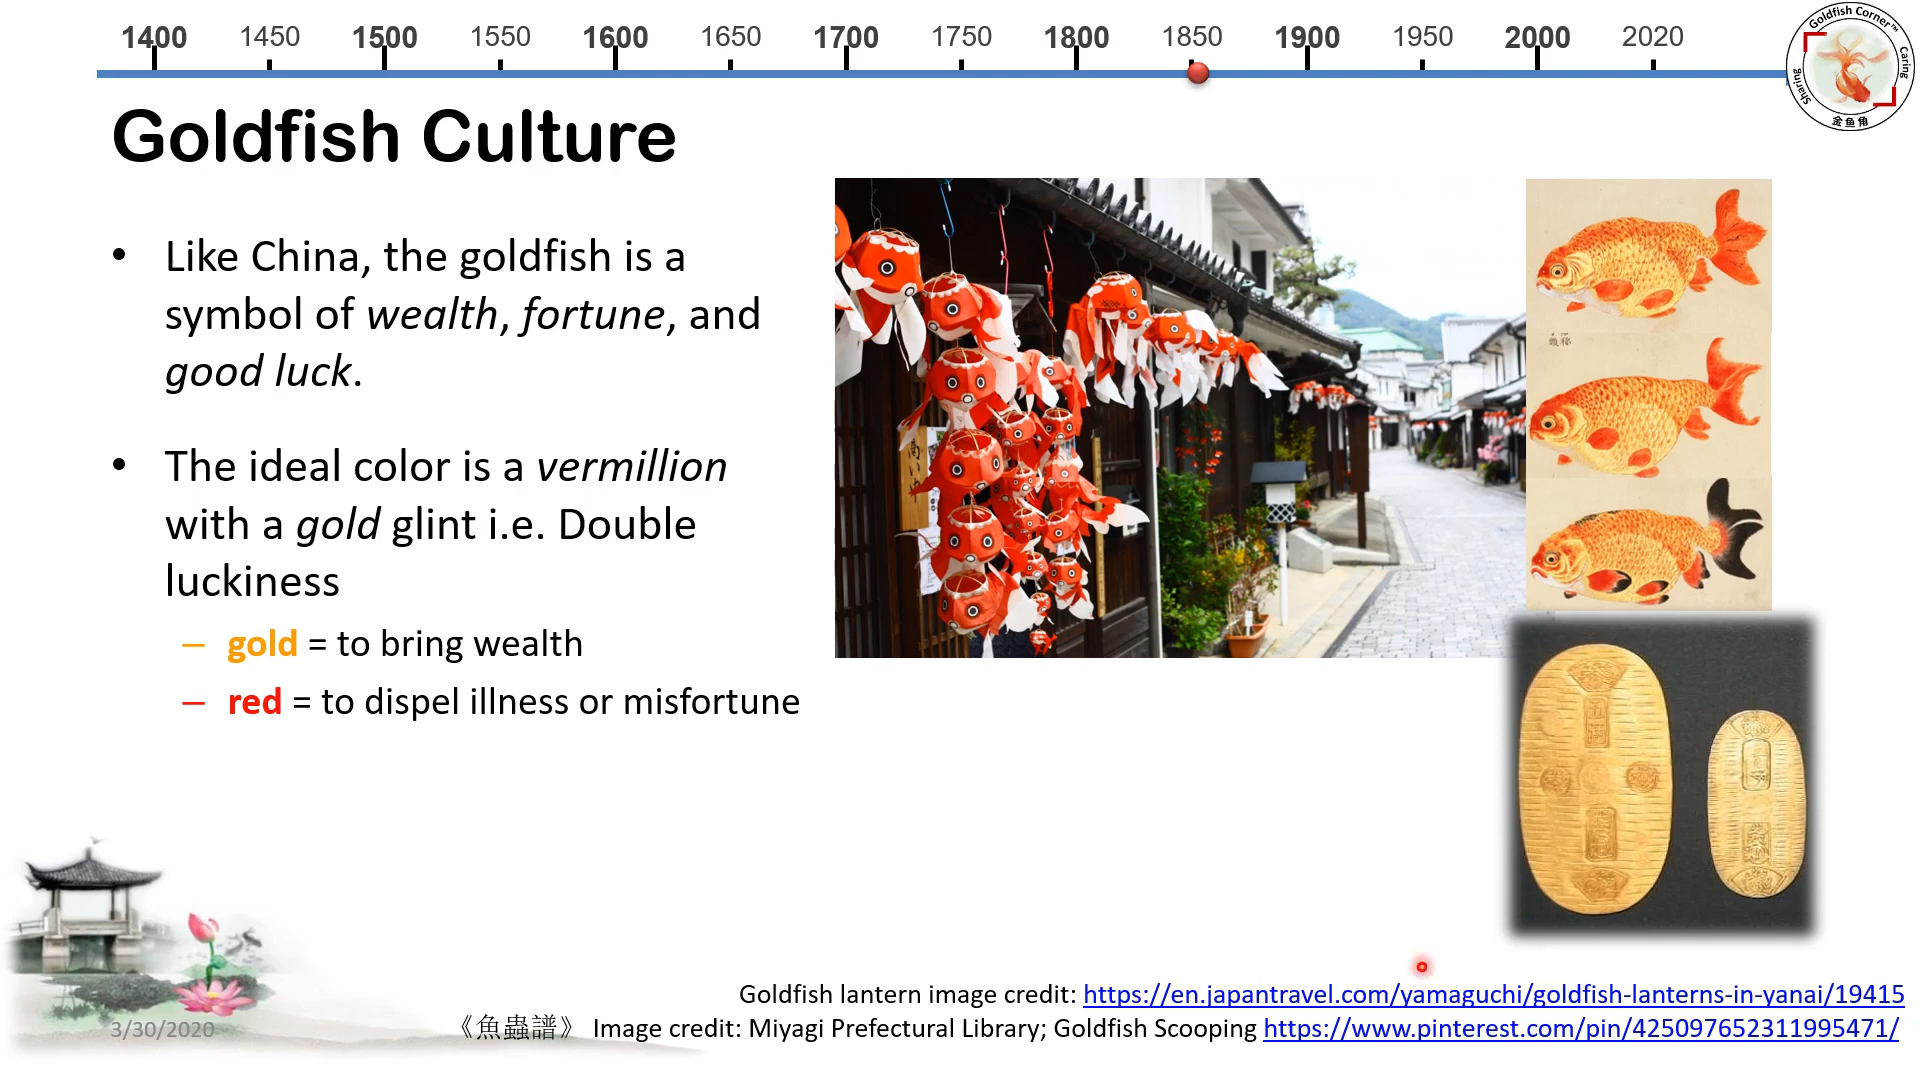 1400 1450 1500 1550 1600 1650 1700 1750 1800 1850 1900 1950 2000 2020
Goldfish Corner™ Caring
Sharing
金鱼角
Goldfish Culture
• Like China, the goldfish is a
symbol of wealth, fortune, and
good luck.
• The ideal color is a vermillion
with a gold glint i.e. Double
luckiness
– gold = to bring wealth
– red = to dispel illness or misfortune
Goldfish lantern image credit: https://en.japantravel.com/yamaguchi/goldfish-lanterns-in-yanai/19415
3/30/2020
《魚蟲譜》 Image credit: Miyagi Prefectural Library; Goldfish Scooping https://www.pinterest.com/pin/425097652311995471/